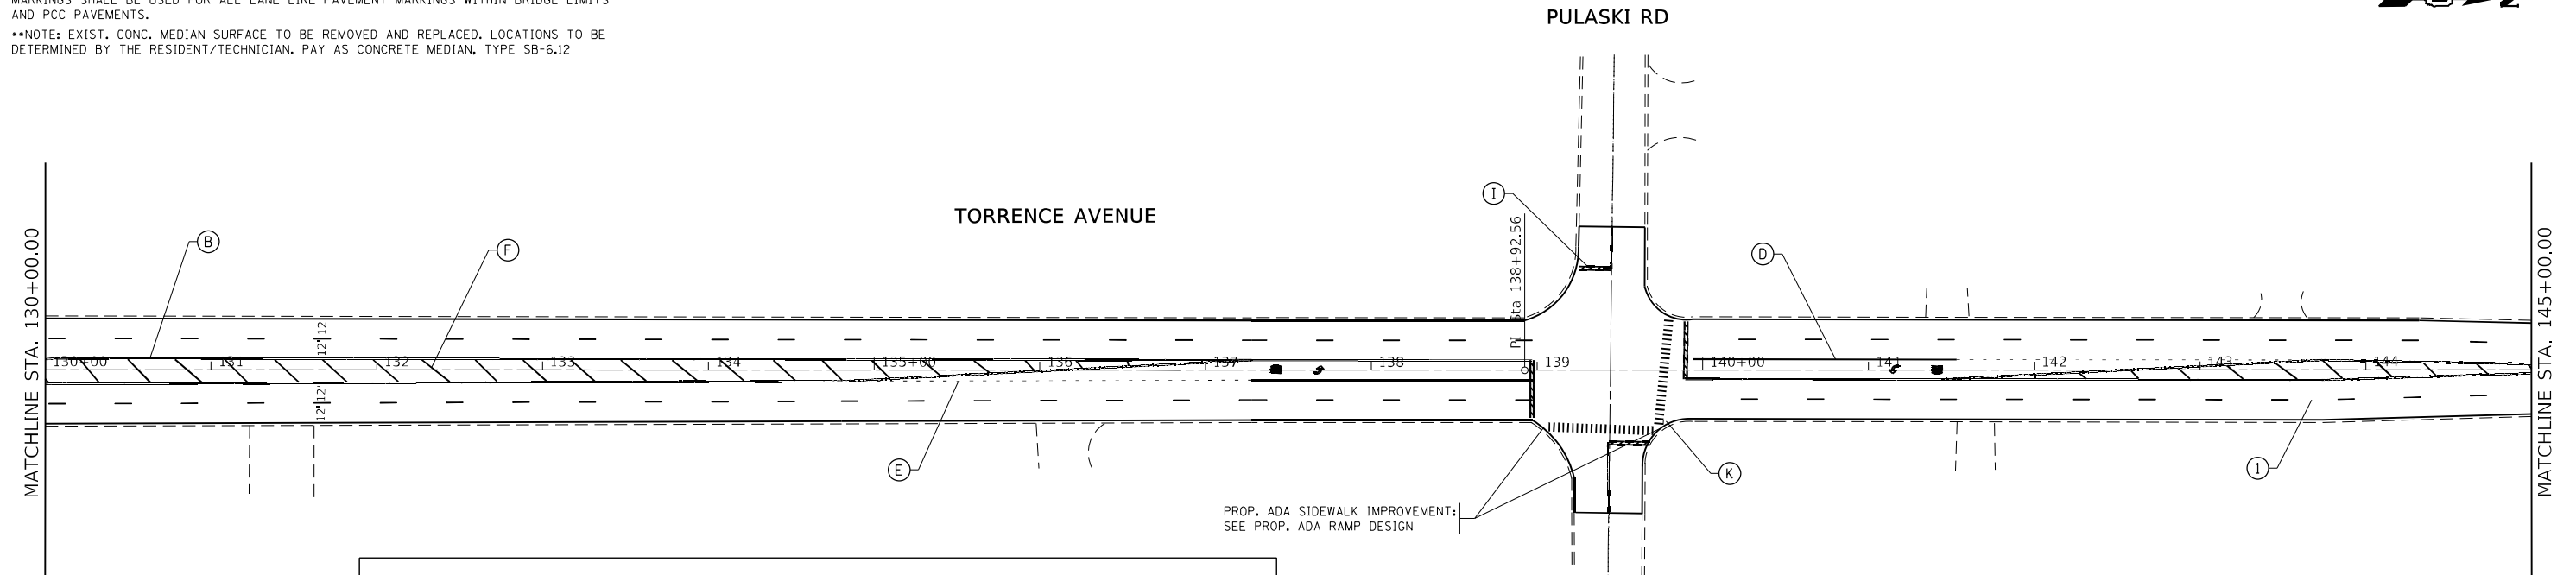 MARKINGS SHALL BE USED FOR ALL LANE LINE PAVEMENT MARKINGS WITHIN BRIDGE LIMITS
AND PCC PAVEMENTS.
**NOTE: EXIST. CONC. MEDIAN SURFACE TO BE REMOVED AND REPLACED. LOCATIONS TO BE
DETERMINED BY THE RESIDENT/TECHNICIAN. PAY AS CONCRETE MEDIAN, TYPE SB-6.12
PULASKI RD
Z
TORRENCE AVENUE
I
B
F
D
MATCHLINE STA. 130+00.00
PI Sta 138+92.56
MATCHLINE STA. 145+00.00
12'12'
130+00 131 132 133 134 135+00 136 137 138 139 140+00 141 142 143 144
12'12'
E
K
1
PROP. ADA SIDEWALK IMPROVEMENT:
SEE PROP. ADA RAMP DESIGN